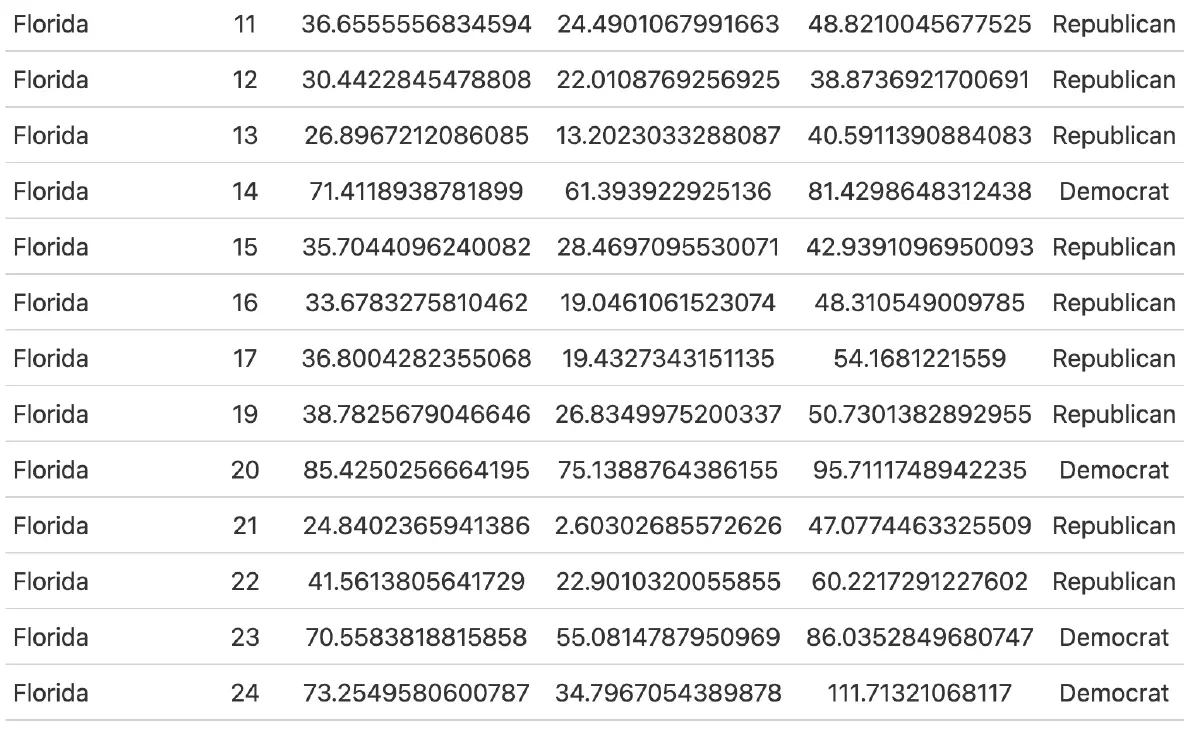 Florida 11 36.6555556834594 24.4901067991663 48.8210045677525 Republican
Florida 12 30.4422845478808 22.0108769256925 38.8736921700691 Republican
Florida 13 26.8967212086085 13.2023033288087 40.5911390884083 Republican
Florida 14 71.4118938781899 61.393922925136 81.4298648312438 Democrat
Florida 15 35.7044096240082 28.4697095530071 42.9391096950093 Republican
Florida 16 33.6783275810462 19.0461061523074 48.310549009785 Republican
Florida 17 36.8004282355068 19.4327343151135 54.1681221559 Republican
Florida 19 38.7825679046646 26.8349975200337 50.7301382892955 Republican
Florida 20 85.4250256664195 75.1388764386155 95.7111748942235 Democrat
Florida 21 24.8402365941386 2.60302685572626 47.0774463325509 Republican
Florida 22 41.5613805641729 22.9010320055855 60.2217291227602 Republican
Florida 23 70.5583818815858 55.0814787950969 86.0352849680747 Democrat
Florida 24 73.2549580600787 34.7967054389878 111.71321068117 Democrat